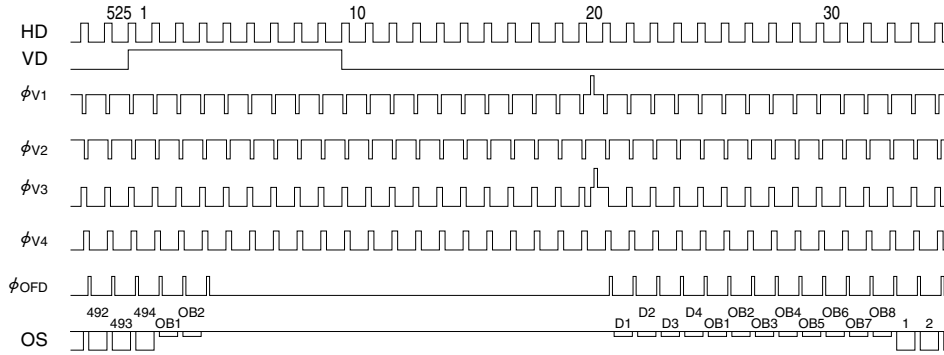 525 1 10 20 30
HD
VD
ϕV1
ϕV2
ϕV3
ϕV4
ϕOFD
492 494 OB2 D2 D4 OB2 OB4 OB6 OB8
493 OB1 D1 D3 OB1 OB3 OB5 OB7 1 2
OS